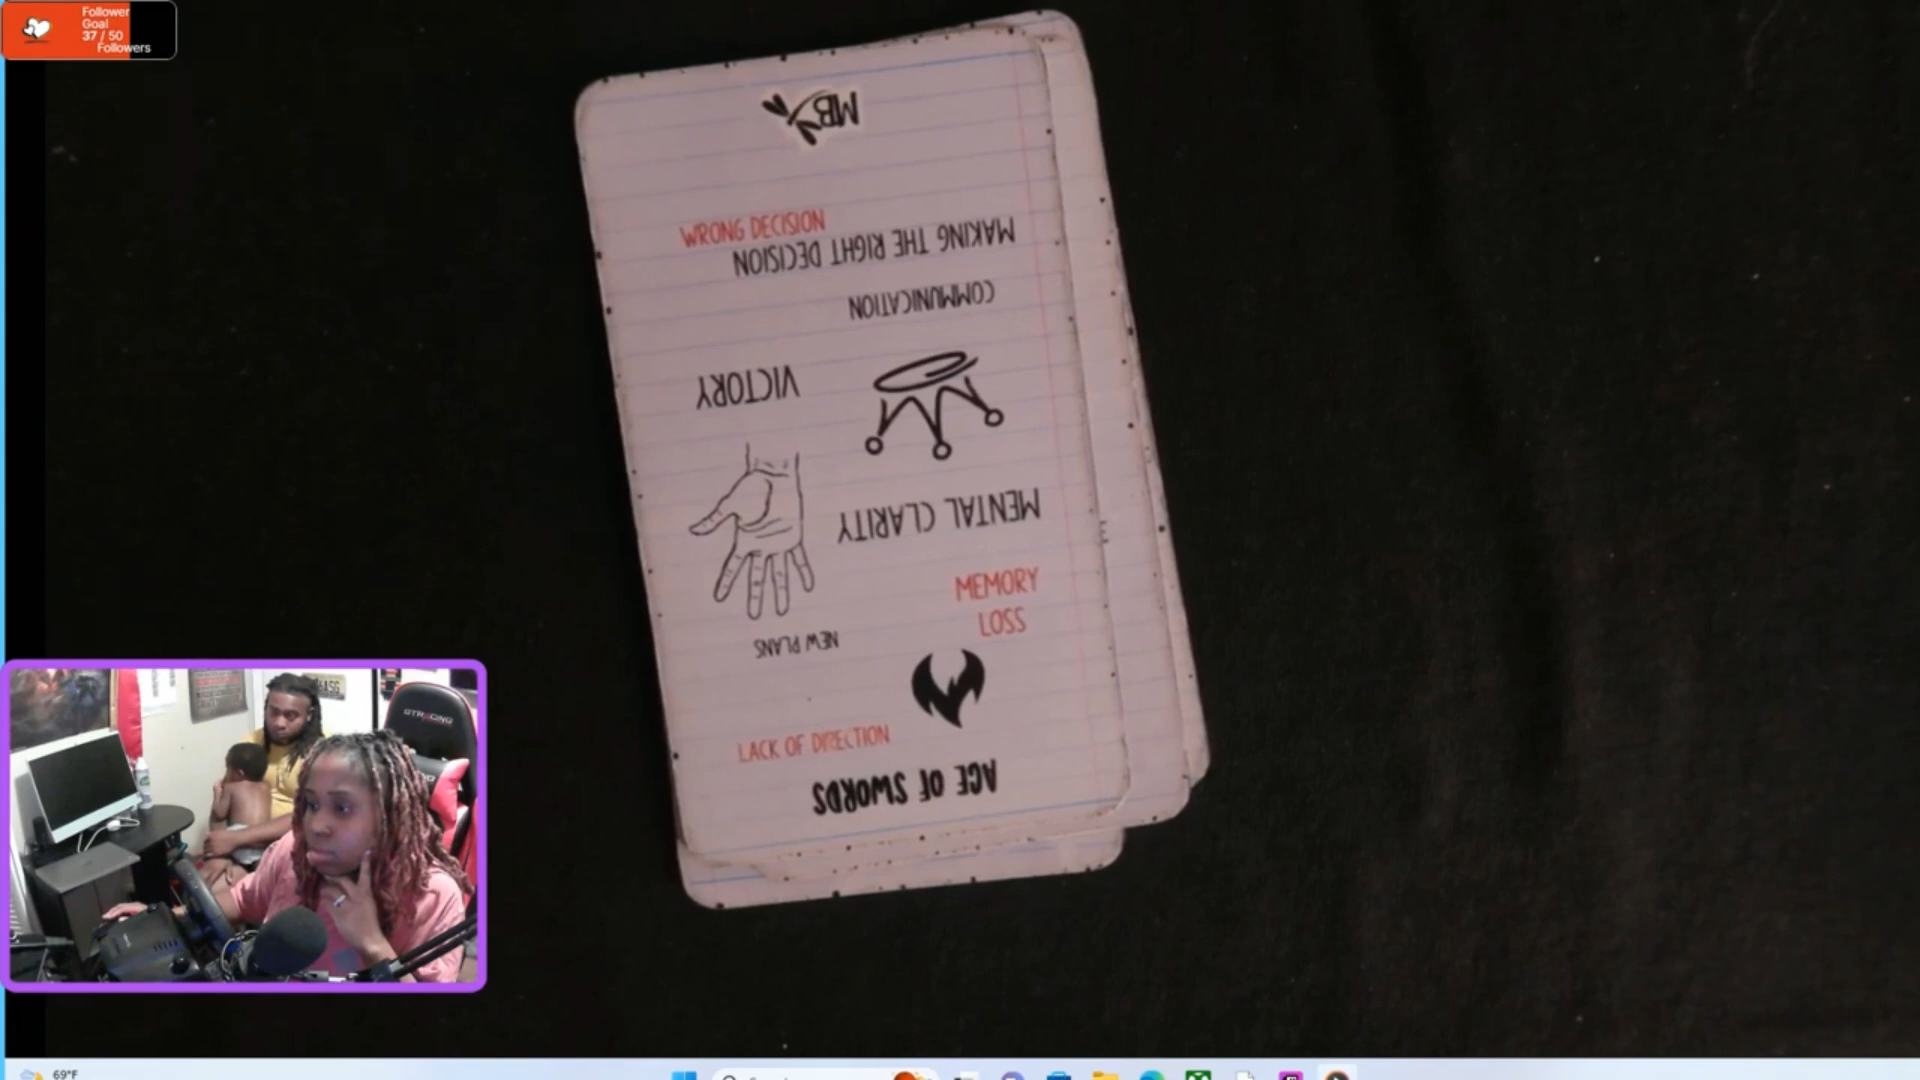 Follower
Goal
37 / 50
Followers
MB
WRONG DECISION
MAKING THE RIGHT DECISION
COMMUNICATION
VICTORY
MENTAL CLARITY
MEMORY
LOSS
NEW PLANS
LACK OF DIRECTION
ACE OF SWORDS
GTRACING
69°F